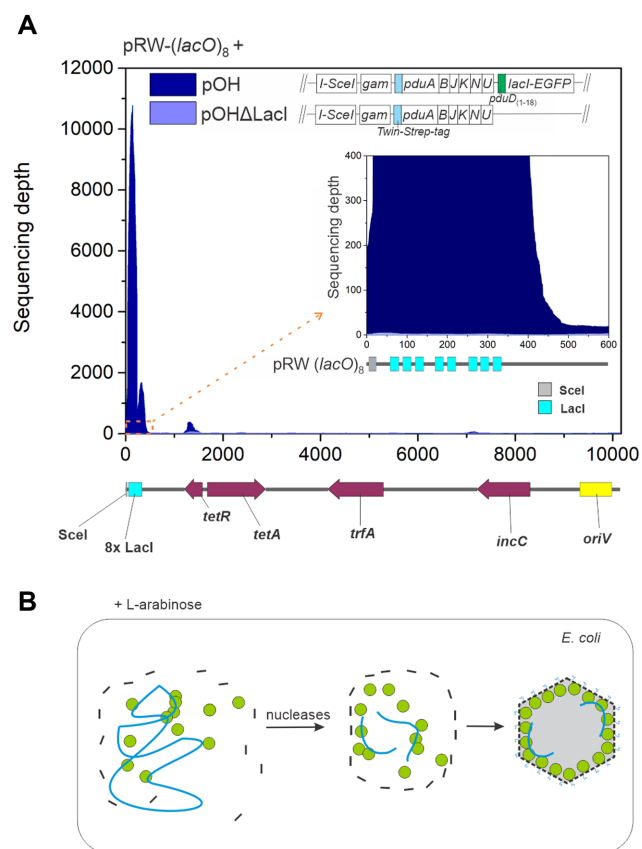 A
pRW-(lacO)8 +
12000
10000
8000
6000
4000
2000
0
Sequencing depth
pOH
pOHΔLacI
I-SceI gam pduA B J K N U lacI-EGFP
pduD(1-18)
I-SceI gam pduA B J K N U
Twin-Strep-tag
400
300
200
100
0
Sequencing depth
0 100 200 300 400 500 600
pRW (lacO)8
SceI
LacI
0 2000 4000 6000 8000 10000
SceI
8x LacI
tetR
tetA
trfA
incC
oriV
B
+ L-arabinose
E. coli
nucleases